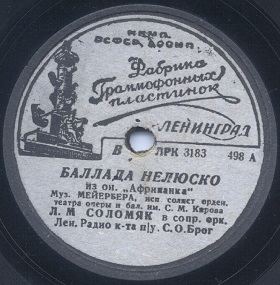 НКМП
РСФСР ЛООМП
Фабрика
Граммофонных
пластинок
ЛЕНИНГРАД
В ЛРК 3183 498 А
БАЛЛАДА НЕЛЮСКО
Из оп. „Африканка"
Муз. МЕЙЕРБЕРА, исп. солист орден.
театра оперы и бал. им. С. М. Кирова
Л. М СОЛОМЯК в сопр. орк.
Лен. Радио к-та п|у. С. О. Брог